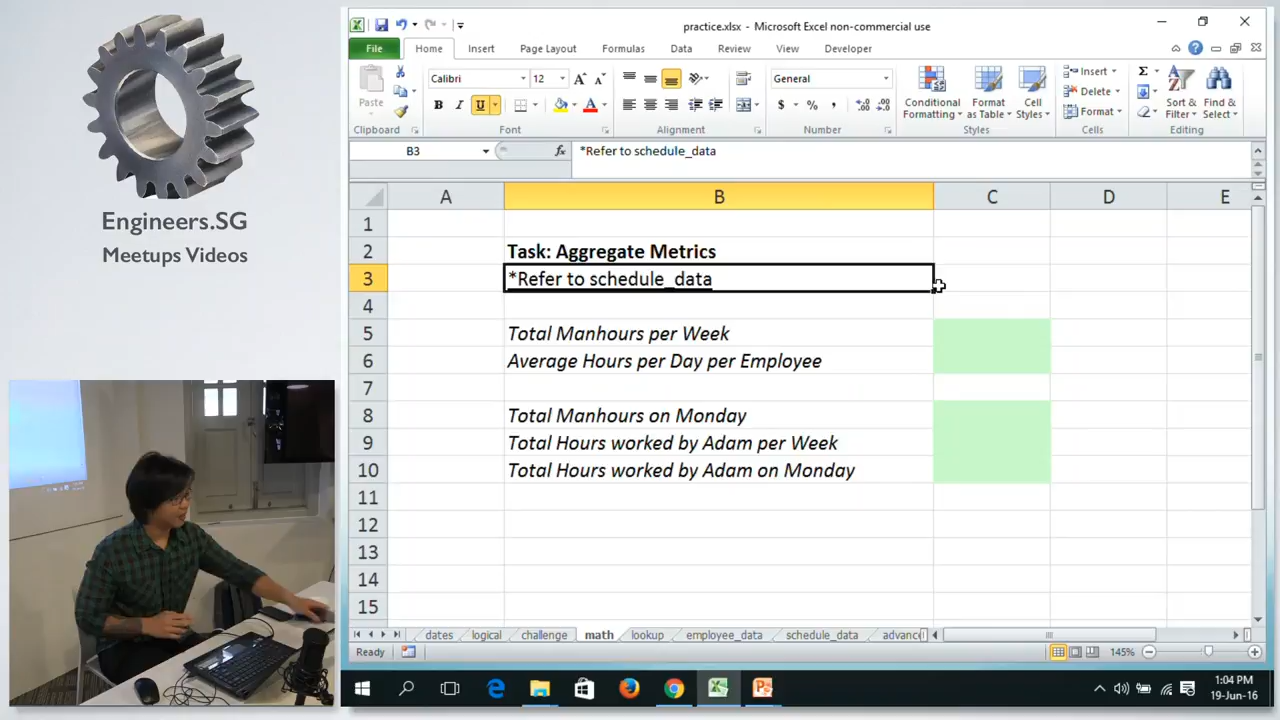 Engineers.SG
Meetups Videos
practice.xlsx - Microsoft Excel non-commercial use
File Home Insert Page Layout Formulas Data Review View Developer
Calibri 12 General
Paste
B I U $ % ,
Conditional Formatting
Format as Table
Cell Styles
Insert
Delete
Format
Sort & Filter
Find & Select
Clipboard Font Alignment Number Styles Cells Editing
B3 fx *Refer to schedule_data
A B C D E
1
2 Task: Aggregate Metrics
3 *Refer to schedule_data
4
5 Total Manhours per Week
6 Average Hours per Day per Employee
7
8 Total Manhours on Monday
9 Total Hours worked by Adam per Week
10 Total Hours worked by Adam on Monday
11
12
13
14
15
dates logical challenge math lookup employee_data schedule_data advanc
Ready 145%
1:04 PM
19-Jun-16